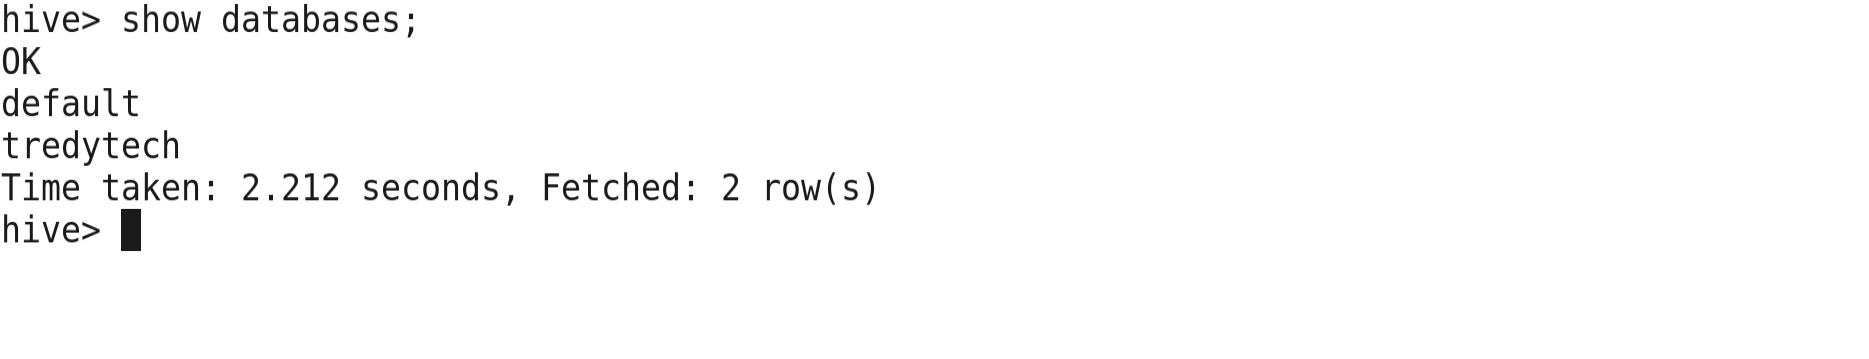 hive> show databases;
OK
default
tredytech
Time taken: 2.212 seconds, Fetched: 2 row(s)
hive>